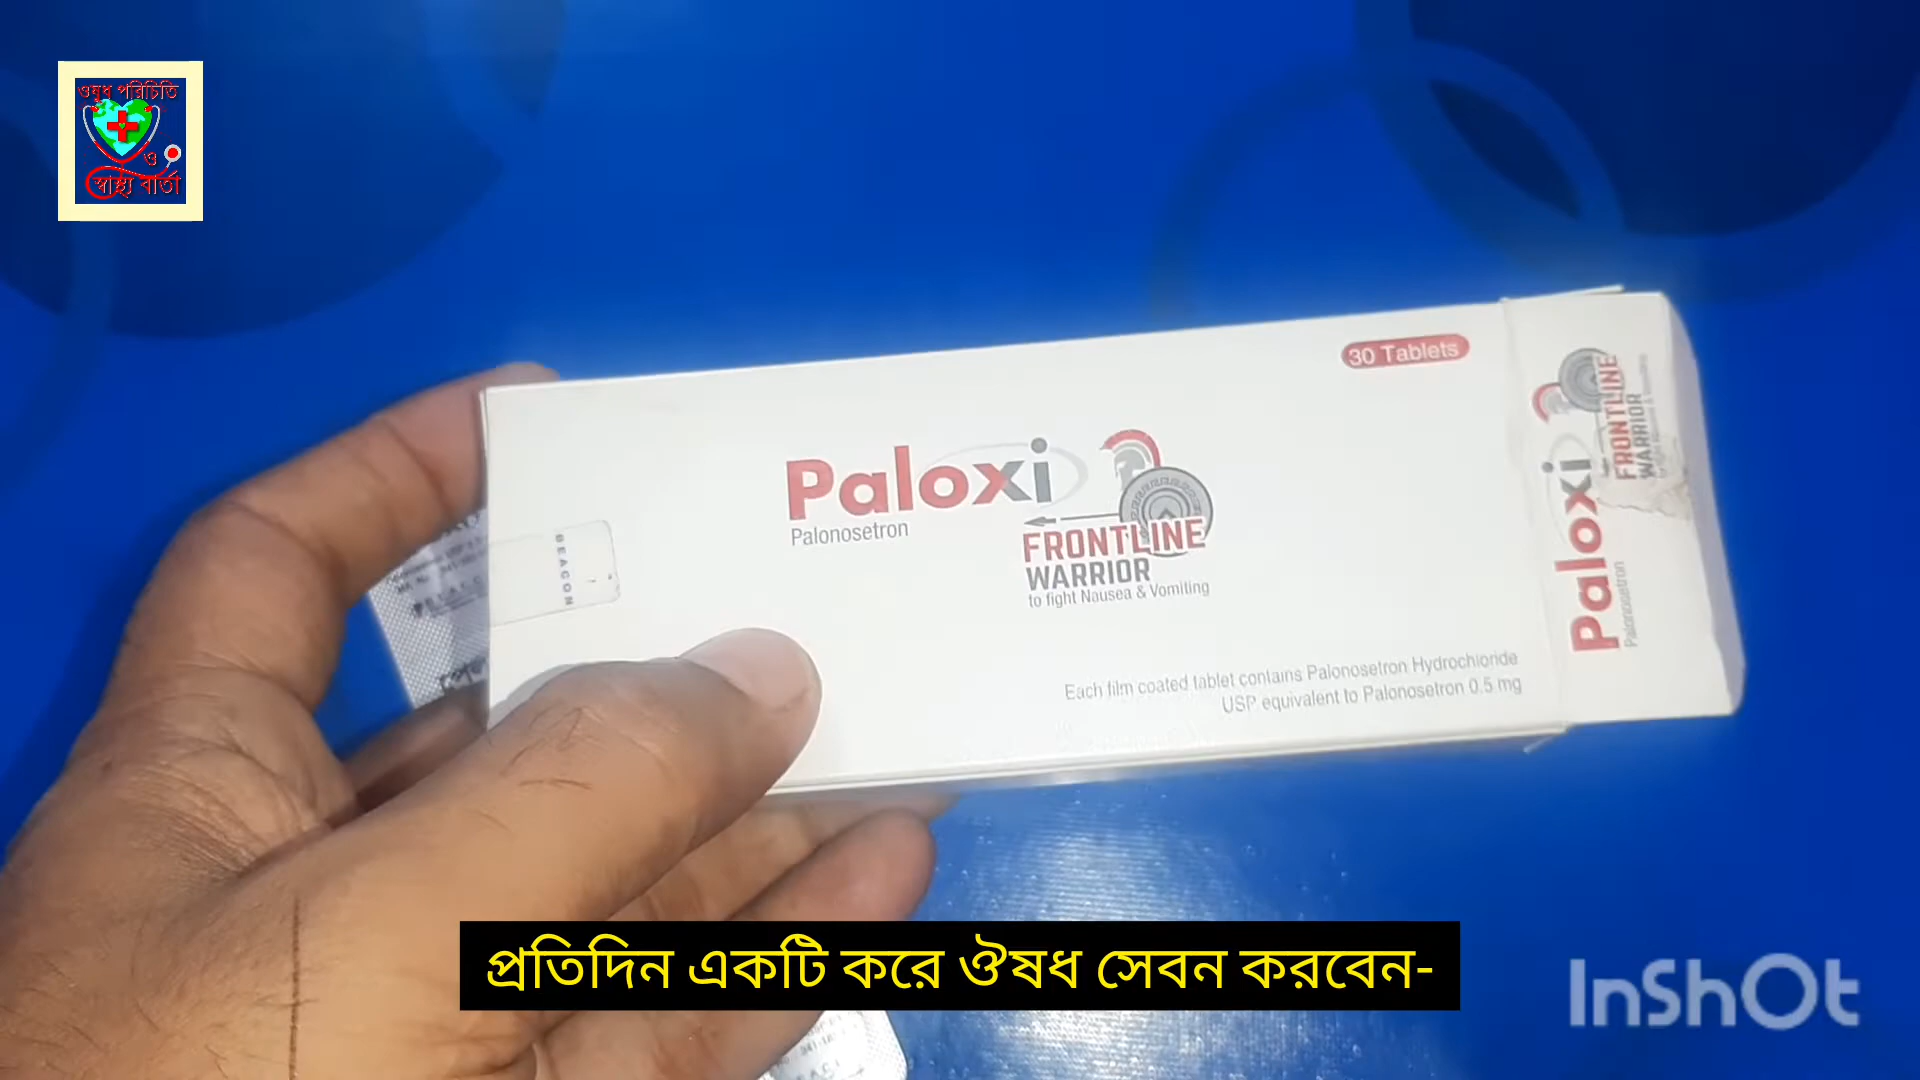 ওষুধ পরিচিতি
ও
স্বাস্থ্য বার্তা
30 Tablets
Paloxi
Palonosetron
FRONTLINE
WARRIOR
to fight Nausea & Vomiting
BEACON
Each film coated tablet contains Palonosetron Hydrochloride
USP equivalent to Palonosetron 0.5 mg
Paloxi
Palonosetron
FRONTLINE
WARRIOR
প্রতিদিন একটি করে ঔষধ সেবন করবেন-
InShOt